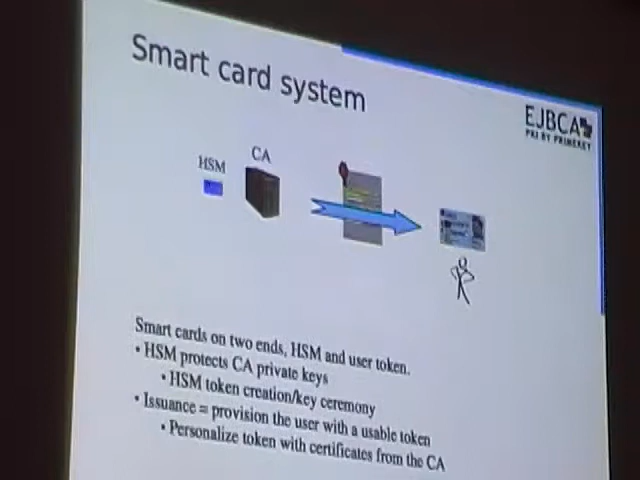 Smart card system
EJBCA
PKI BY PRIMEKEY
HSM
CA
Smart cards on two ends, HSM and user token.
• HSM protects CA private keys
• HSM token creation/key ceremony
• Issuance = provision the user with a usable token
• Personalize token with certificates from the CA